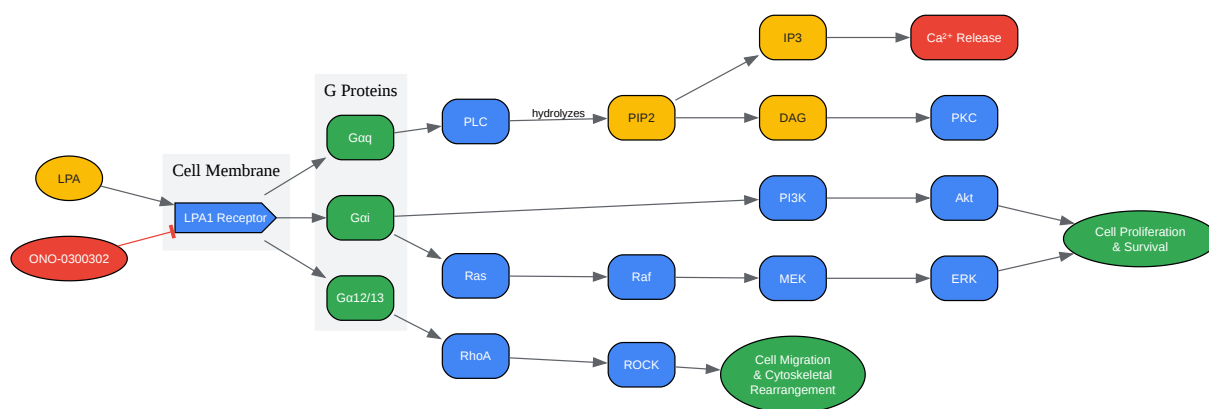 IP3
Ca²⁺ Release
G Proteins
hydrolyzes
PLC
PIP2
DAG
PKC
Gαq
Cell Membrane
LPA
PI3K
Akt
LPA1 Receptor
Gαi
Cell Proliferation
& Survival
ONO-0300302
Ras
Raf
MEK
ERK
Gα12/13
RhoA
ROCK
Cell Migration
& Cytoskeletal
Rearrangement